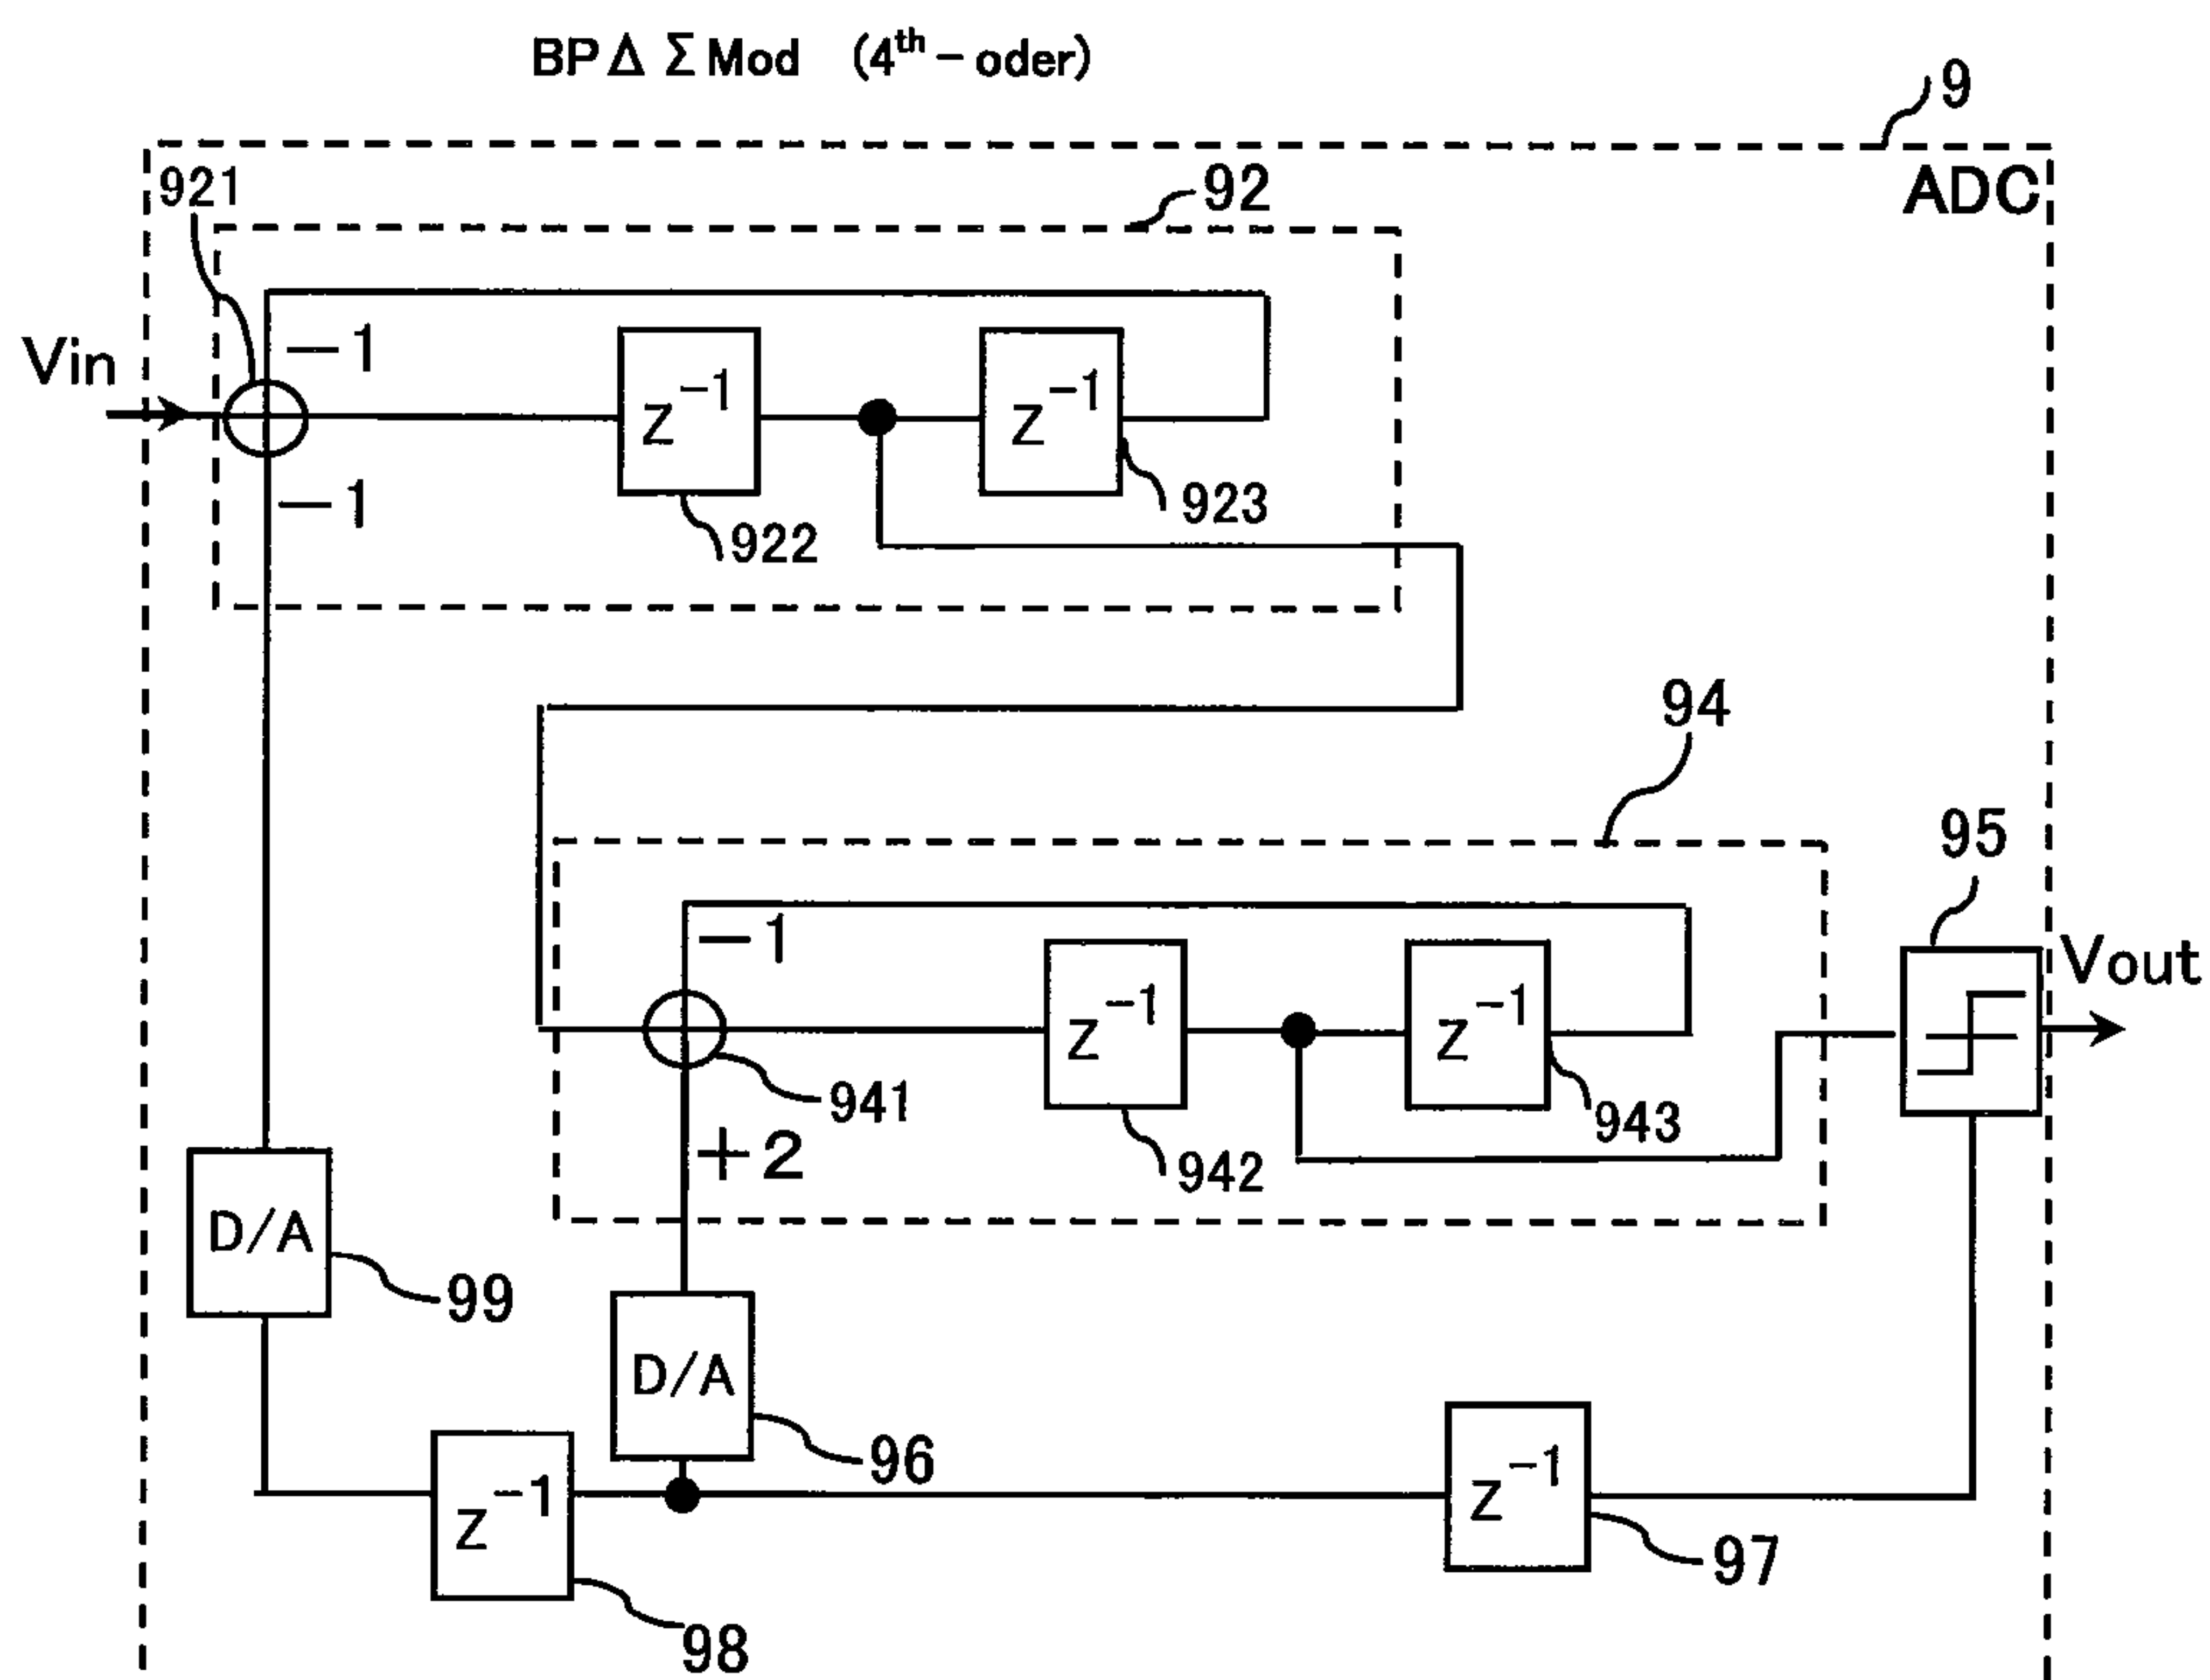 BPΔΣMod (4th-oder)
9
ADC
921
92
Vin
-1
Z-1
Z-1
-1
922
923
94
95
-1
Z-1
Z-1
Vout
941
943
+2
942
D/A
99
D/A
96
Z-1
Z-1
97
98